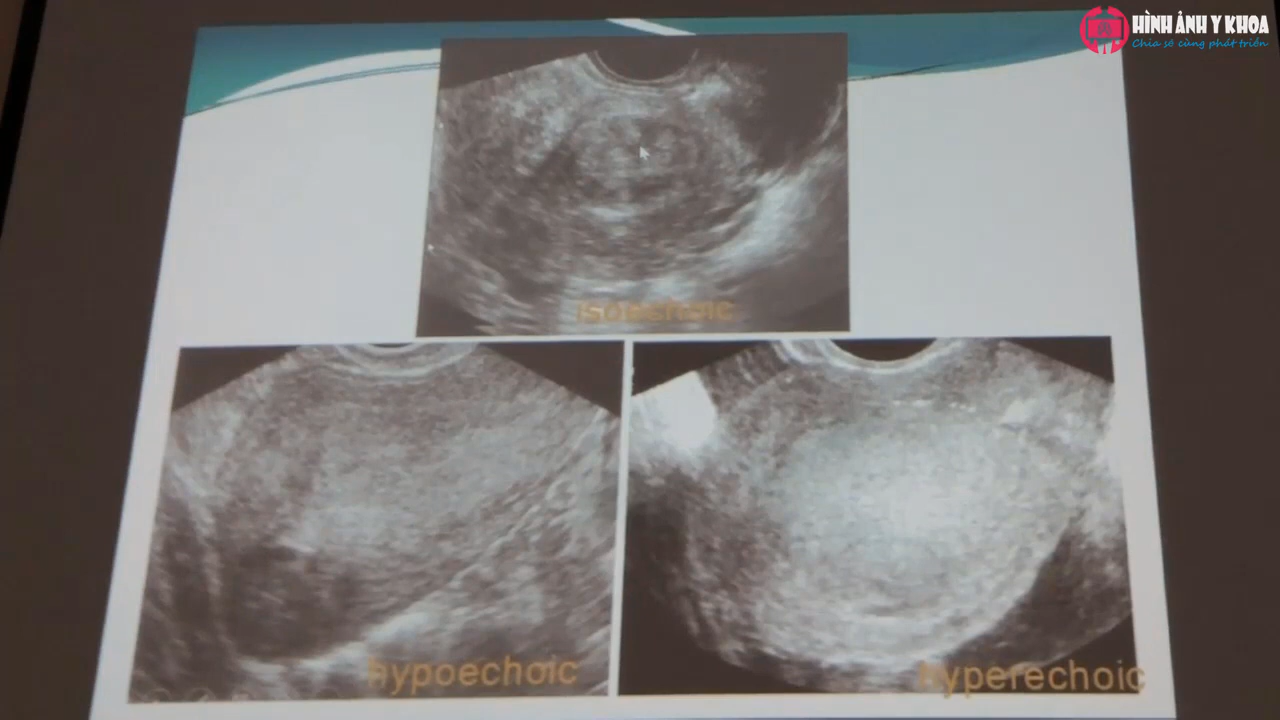 HÌNH ẢNH Y KHOA
Chia sẻ cùng phát triển
isoechoic
hypoechoic
hyperechoic